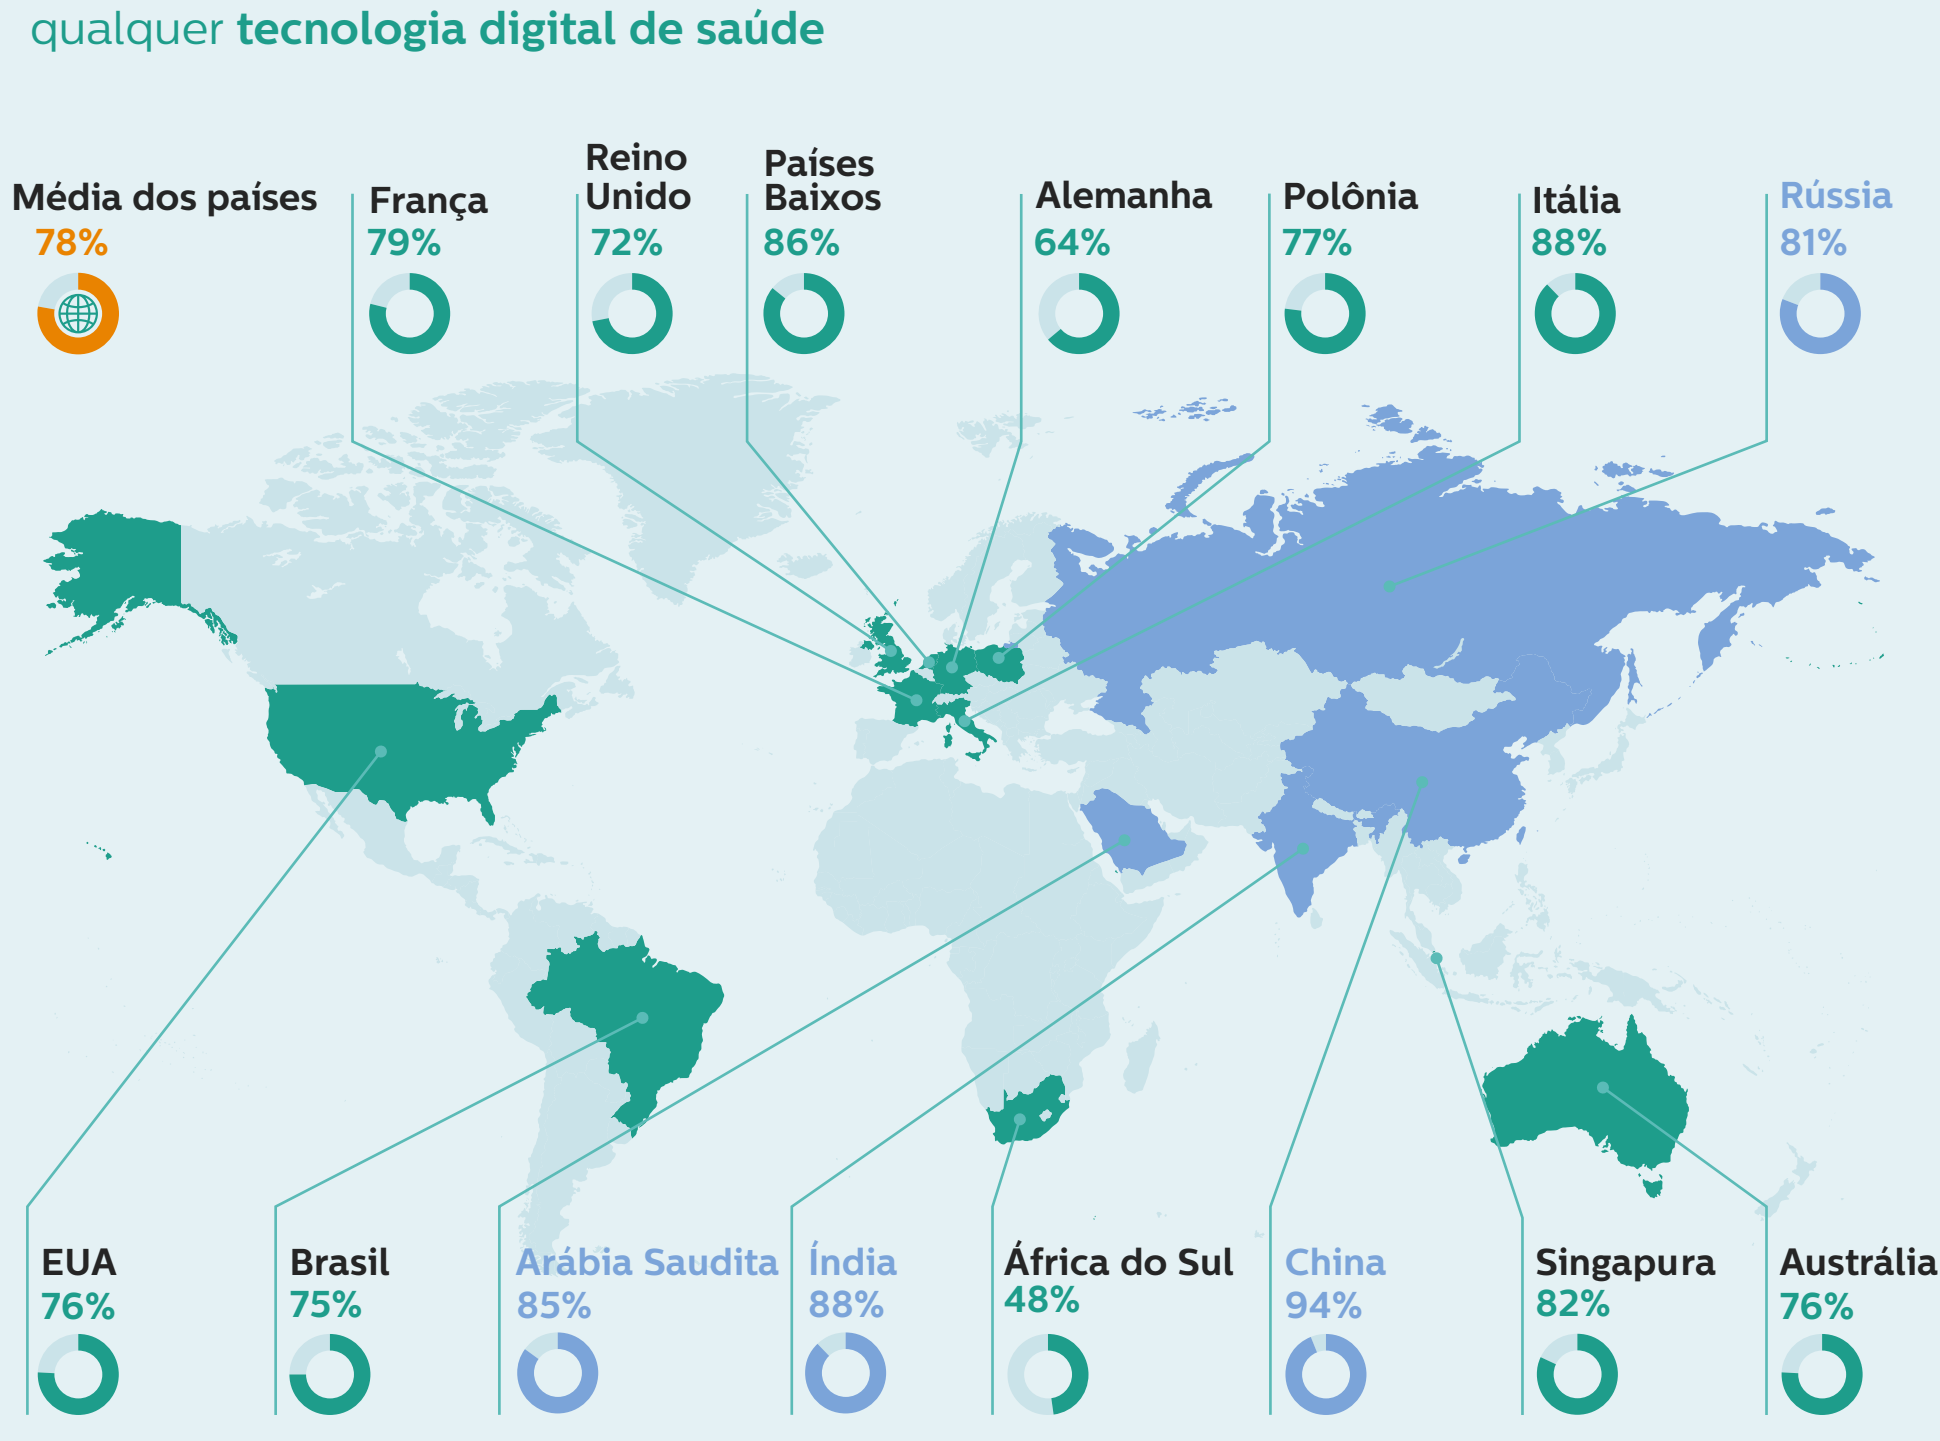 qualquer tecnologia digital de saúde
Média dos países
78%
França
79%
Reino
Unido
72%
Países
Baixos
86%
Alemanha
64%
Polônia
77%
Itália
88%
Rússia
81%
EUA
76%
Brasil
75%
Arábia Saudita
85%
Índia
88%
África do Sul
48%
China
94%
Singapura
82%
Austrália
76%